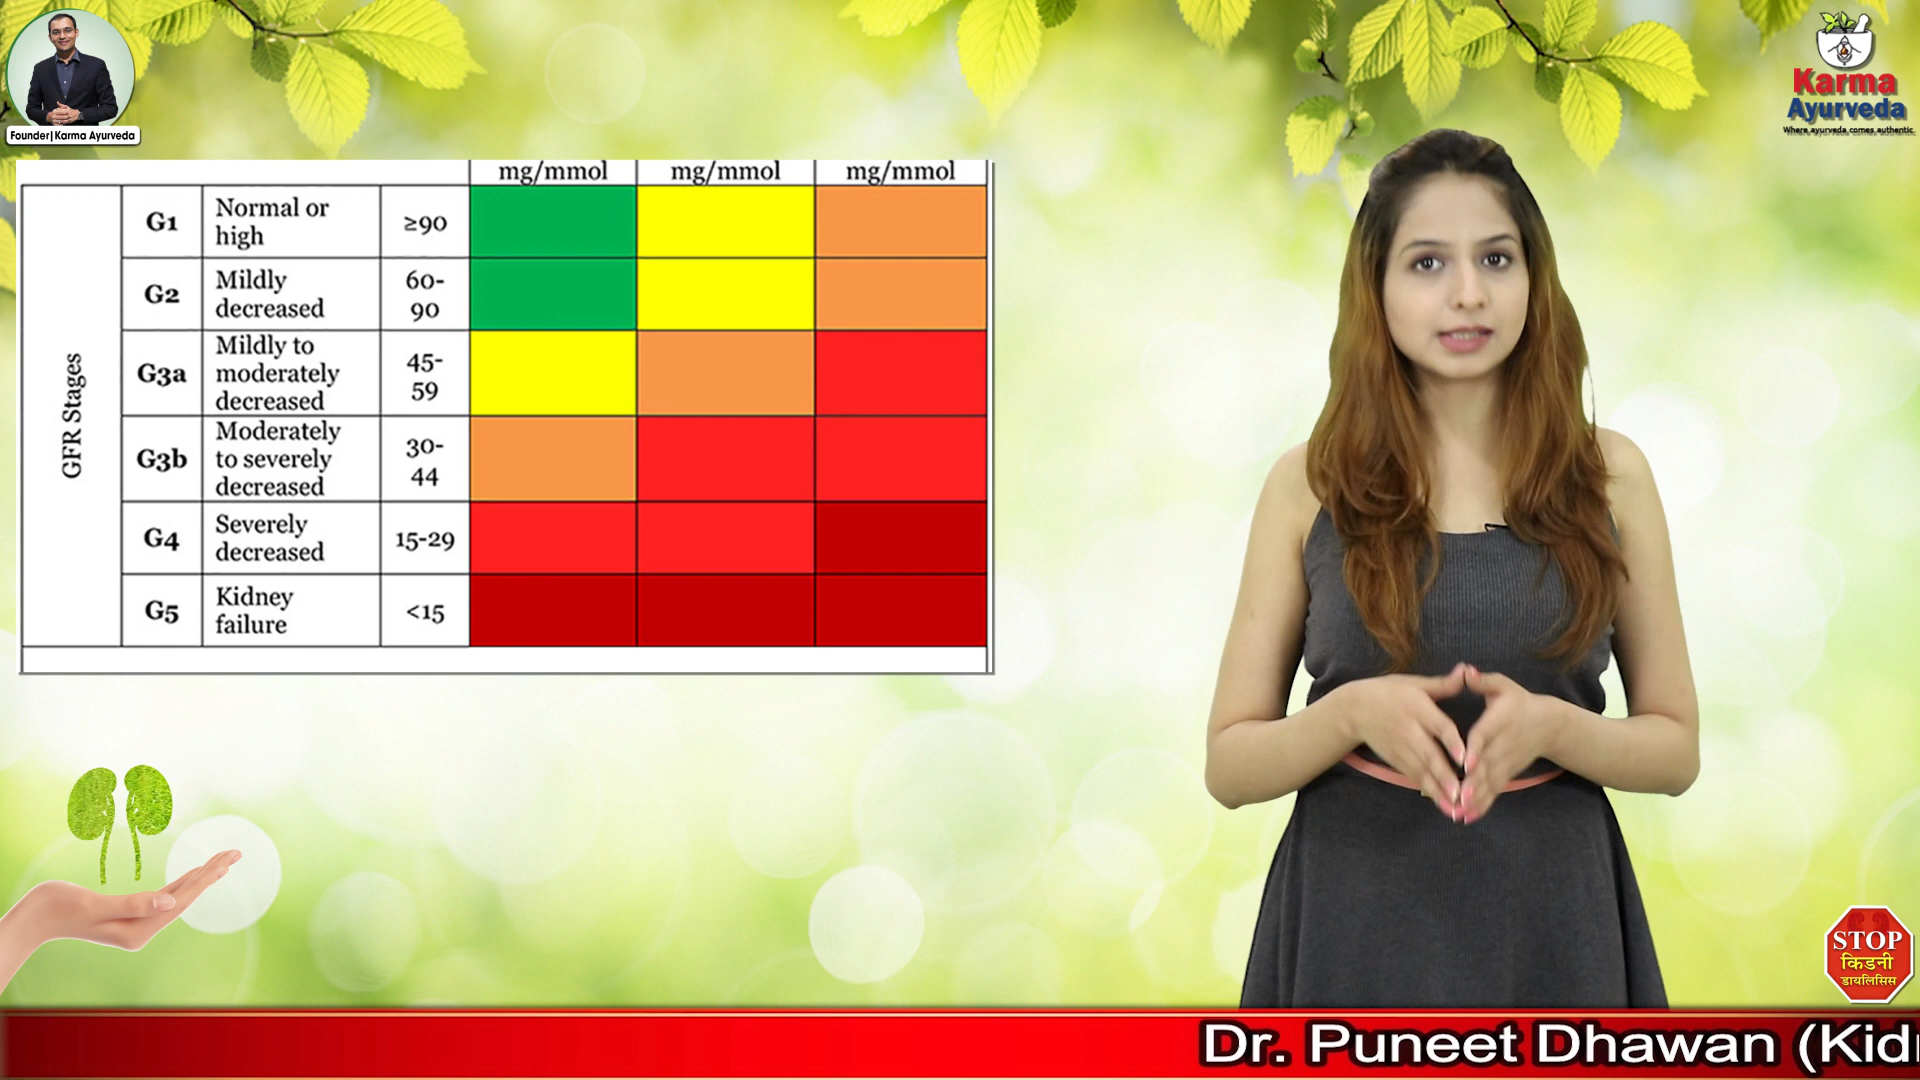 Founder|Karma Ayurveda
Karma
Ayurveda
Where ayurveda comes authentic
mg/mmol mg/mmol mg/mmol
GFR Stages
G1 Normal or high ≥90
G2 Mildly decreased 60-90
G3a Mildly to moderately decreased 45-59
G3b Moderately to severely decreased 30-44
G4 Severely decreased 15-29
G5 Kidney failure <15
STOP
किडनी
डायलिसिस
Dr. Puneet Dhawan (Kid